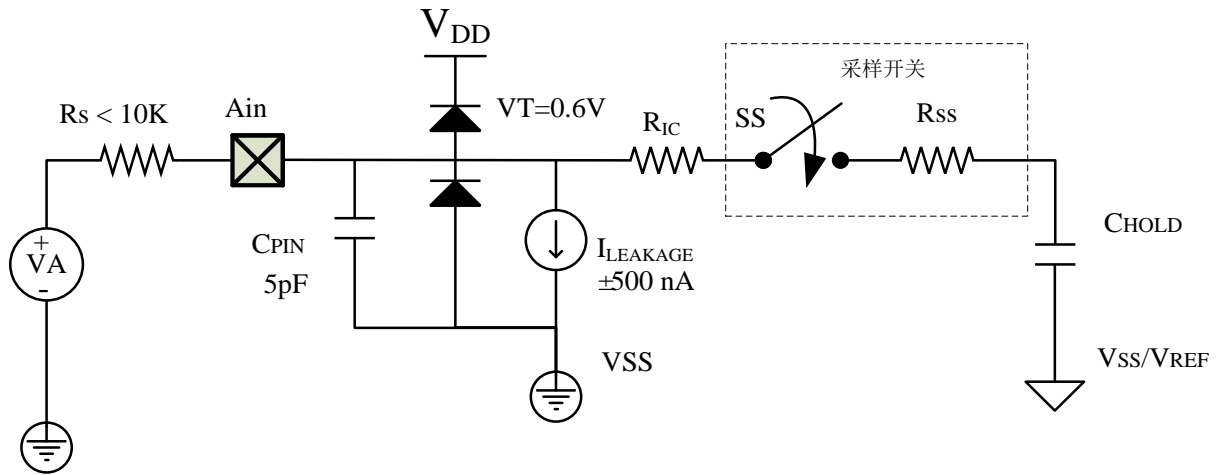 VDD
采样开关
Rs < 10K
Ain
VT=0.6V
RIC
SS
Rss
CPIN
5pF
ILEAKAGE
±500 nA
CHOLD
+
VA
-
VSS
VSS/VREF